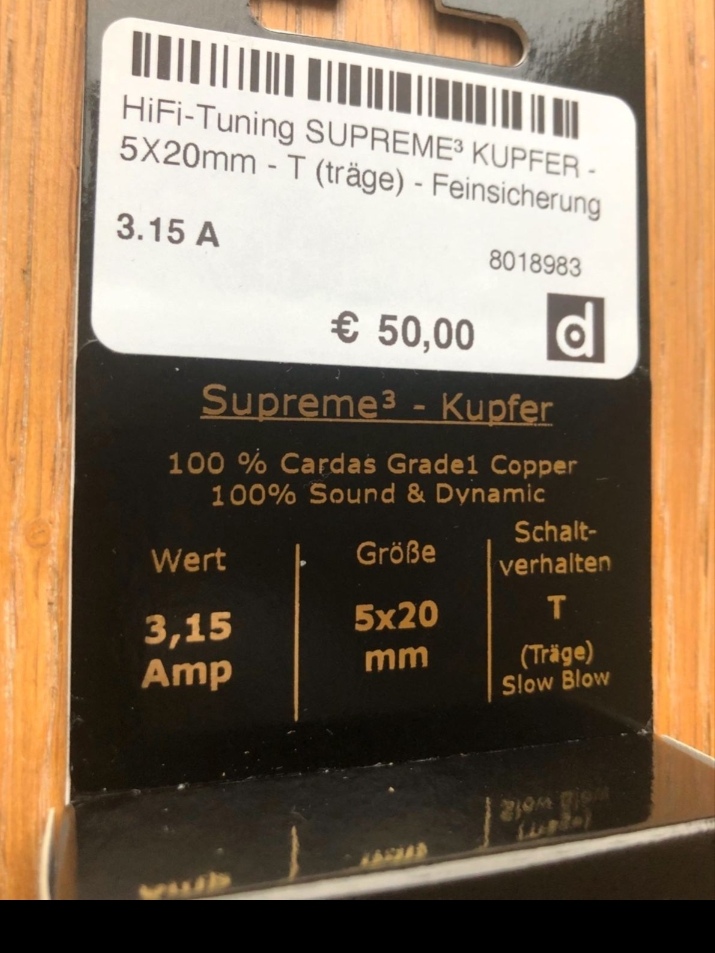 HiFi-Tuning SUPREME³ KUPFER -
5X20mm - T (träge) - Feinsicherung
3.15 A
8018983
€ 50,00
d
Supreme³ - Kupfer
100 % Cardas Grade1 Copper
100% Sound & Dynamic
Wert
3,15
Amp
Größe
5x20
mm
Schalt-
verhalten
T
(Träge)
Slow Blow